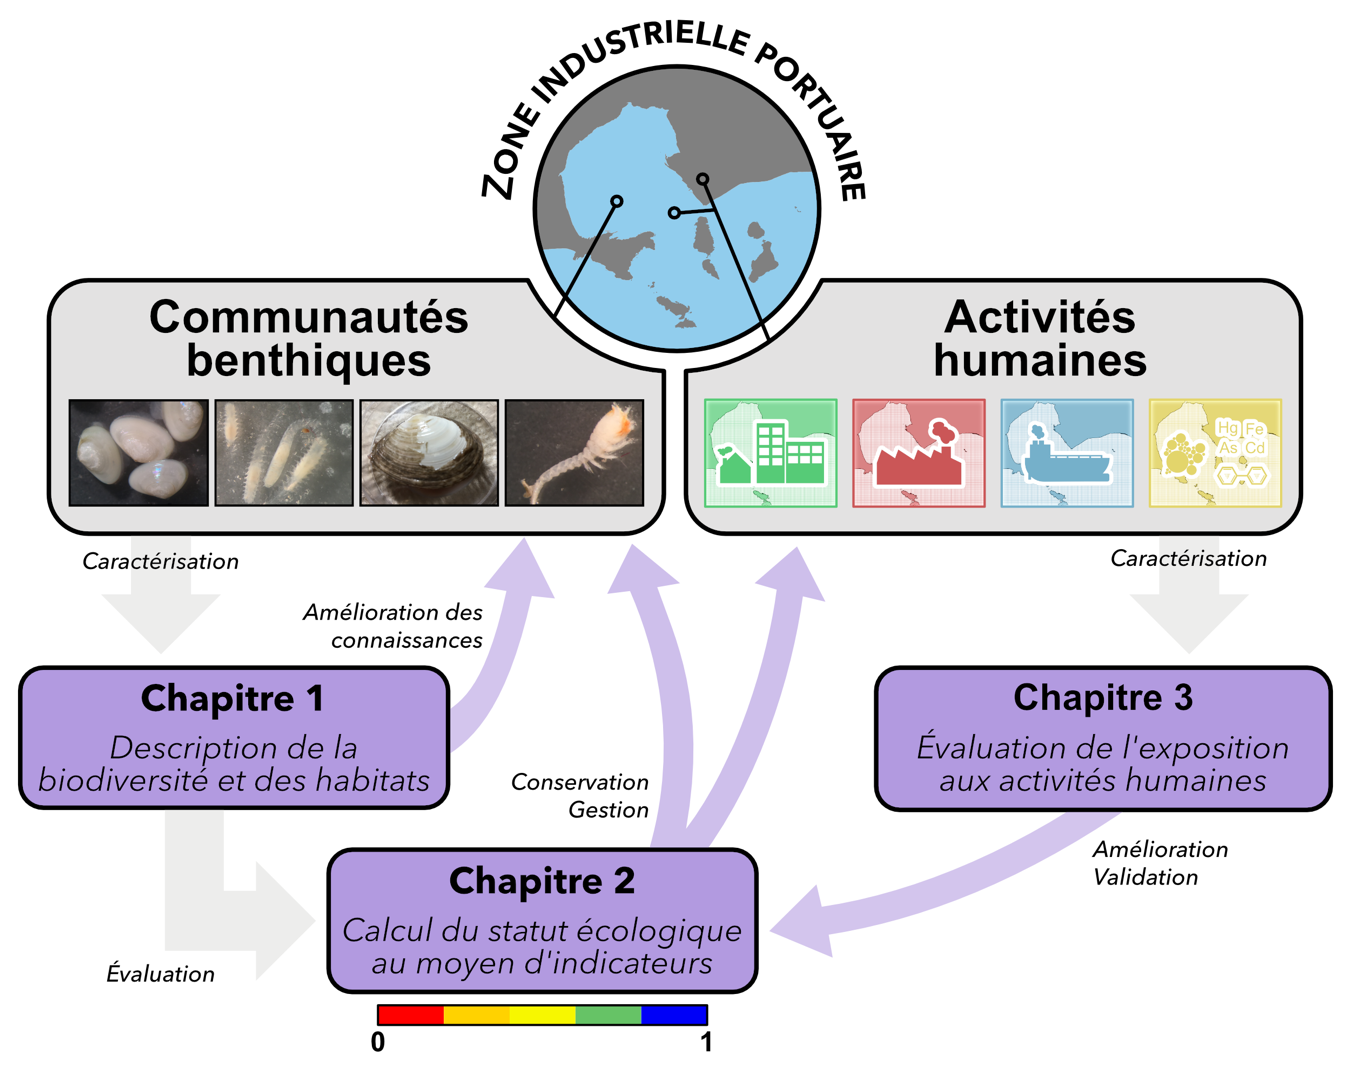 ZONE INDUSTRIELLE PORTUAIRE
Communautés
benthiques
Activités
humaines
Hg Fe
As Cd
Caractérisation
Caractérisation
Amélioration des
connaissances
Chapitre 1
Description de la
biodiversité et des habitats
Chapitre 3
Évaluation de l'exposition
aux activités humaines
Conservation
Gestion
Amélioration
Validation
Chapitre 2
Calcul du statut écologique
au moyen d'indicateurs
Évaluation
0 1